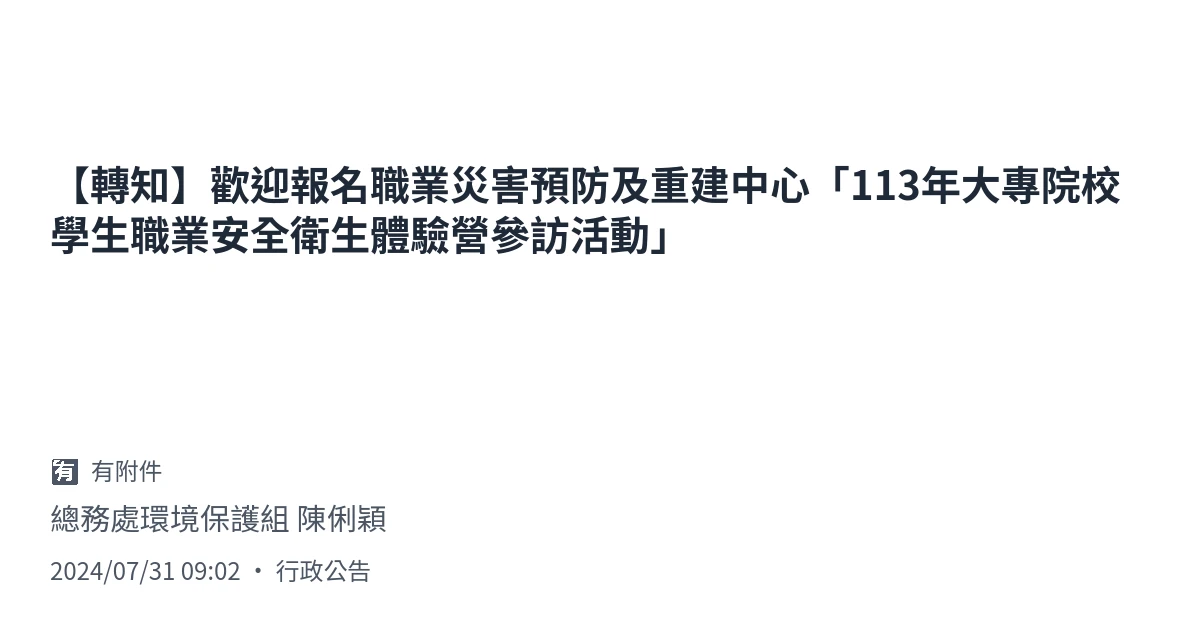 【轉知】歡迎報名職業災害預防及重建中心「113年大專院校
學生職業安全衛生體驗營參訪活動」
🈶 有附件
總務處環境保護組 陳俐穎
2024/07/31 09:02 ・ 行政公告